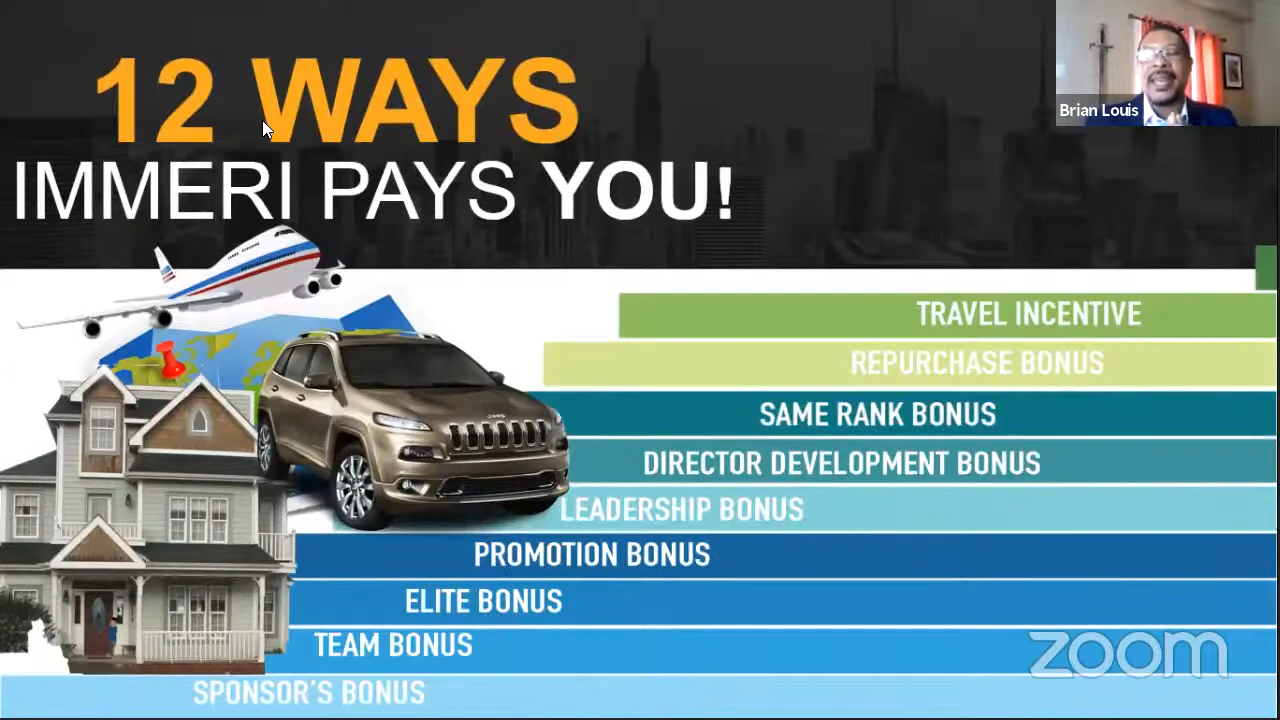 12 WAYS
IMMERI PAYS YOU!
Brian Louis
TRAVEL INCENTIVE
REPURCHASE BONUS
SAME RANK BONUS
DIRECTOR DEVELOPMENT BONUS
LEADERSHIP BONUS
PROMOTION BONUS
ELITE BONUS
TEAM BONUS
SPONSOR'S BONUS
zoom